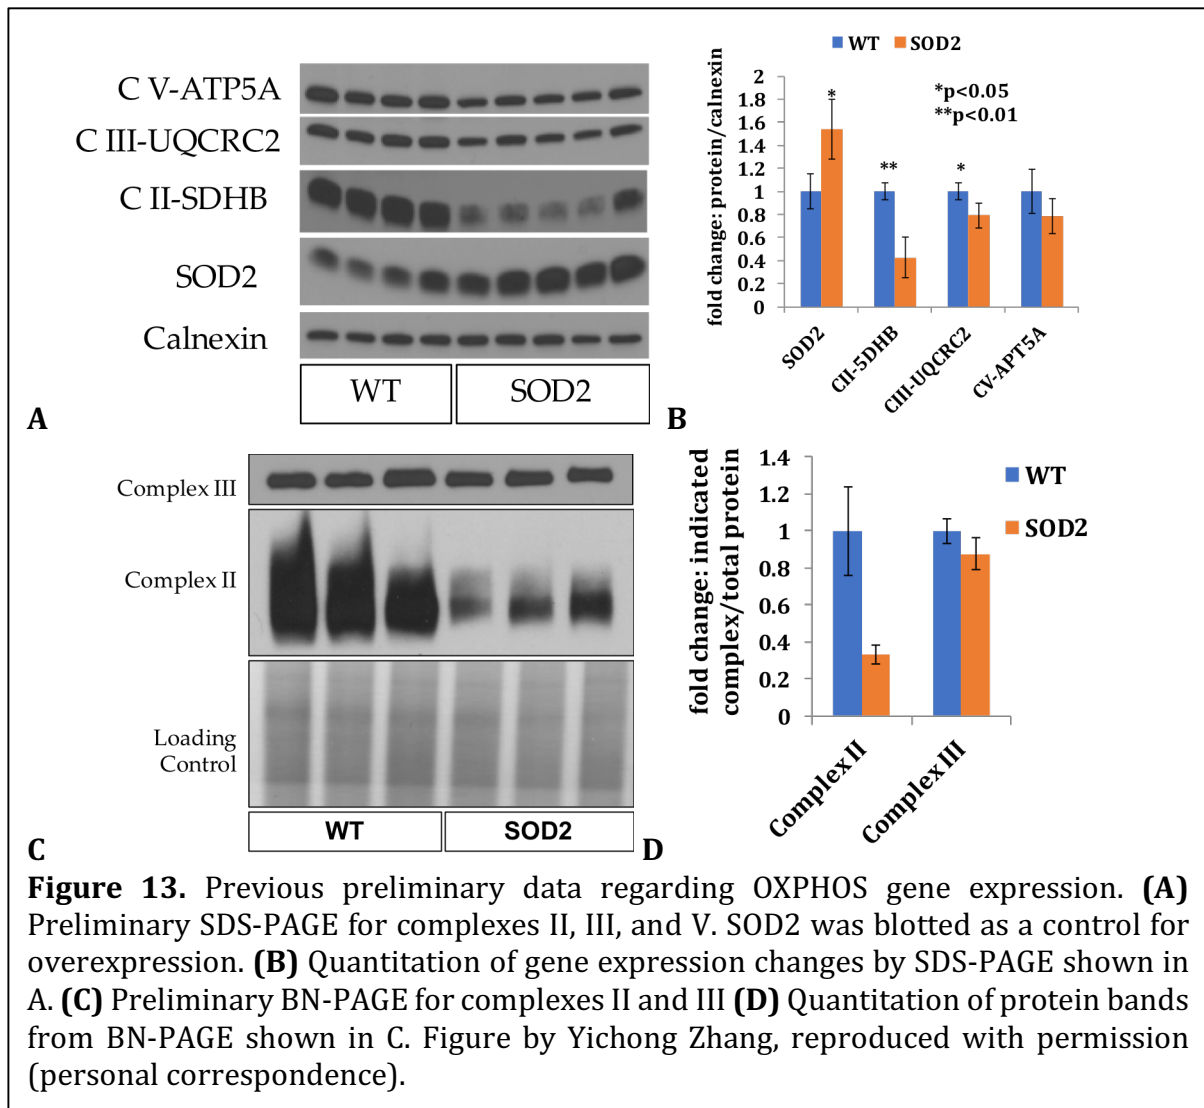 C V-ATP5A
C III-UQCRC2
C II-SDHB
SOD2
Calnexin
WT
SOD2
A
WT
SOD2
fold change: protein/calnexin
2
1.8
1.6
1.4
1.2
1
0.8
0.6
0.4
0.2
0
*p<0.05
**p<0.01
*
**
*
SOD2
CII-5DHB
CIII-UQCRC2
CV-APT5A
B
Complex III
Complex II
Loading
Control
WT
SOD2
C
fold change: indicated
complex/total protein
1.4
1.2
1
0.8
0.6
0.4
0.2
0
WT
SOD2
Complex II
Complex III
D
Figure 13. Previous preliminary data regarding OXPHOS gene expression. (A)
Preliminary SDS-PAGE for complexes II, III, and V. SOD2 was blotted as a control for
overexpression. (B) Quantitation of gene expression changes by SDS-PAGE shown in
A. (C) Preliminary BN-PAGE for complexes II and III (D) Quantitation of protein bands
from BN-PAGE shown in C. Figure by Yichong Zhang, reproduced with permission
(personal correspondence).